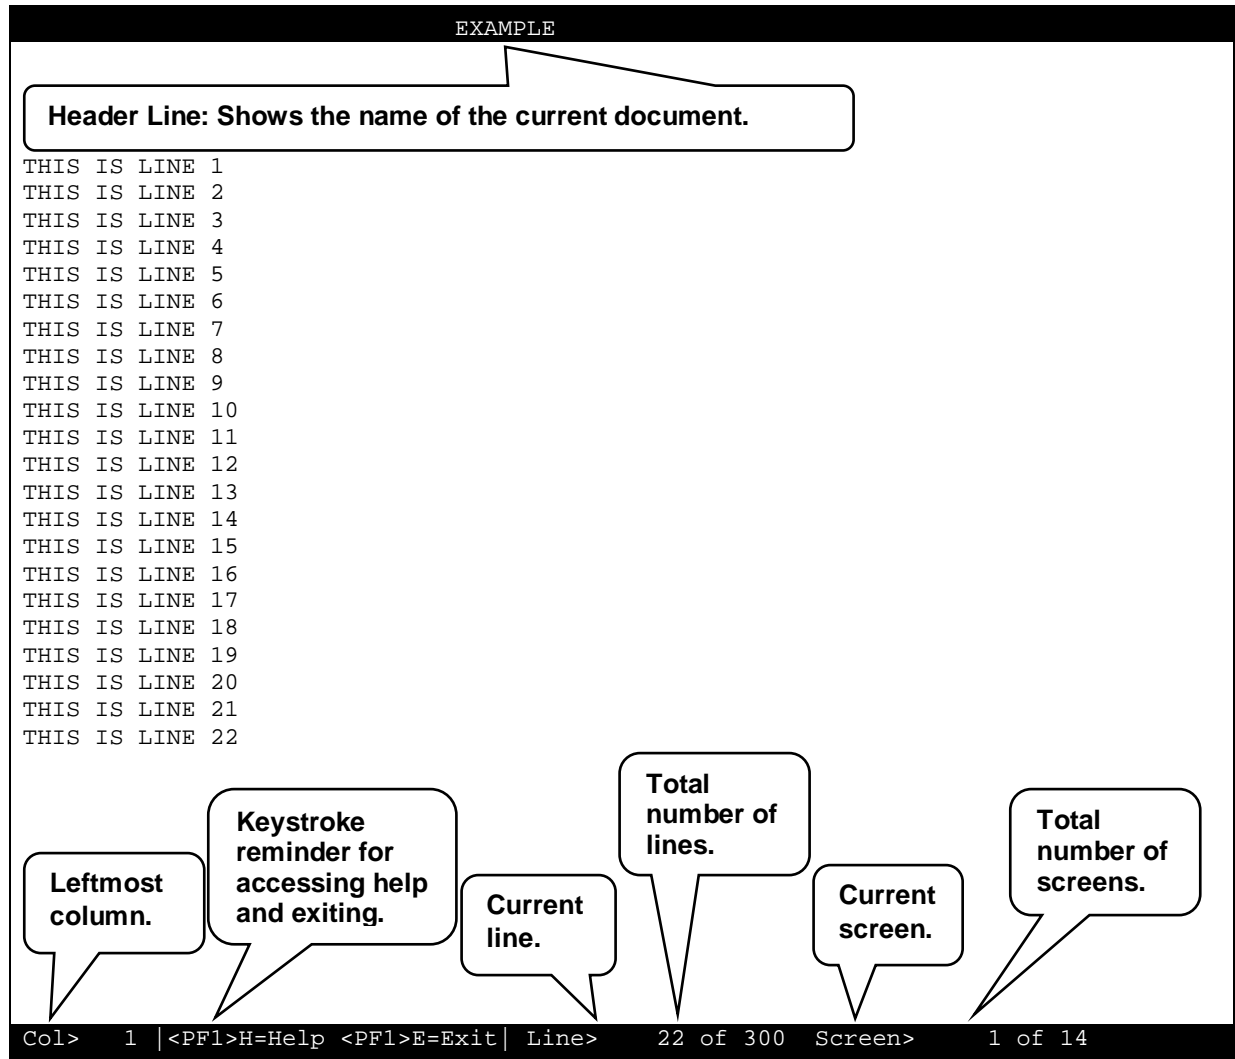 EXAMPLE
Header Line: Shows the name of the current document.
THIS IS LINE 1
THIS IS LINE 2
THIS IS LINE 3
THIS IS LINE 4
THIS IS LINE 5
THIS IS LINE 6
THIS IS LINE 7
THIS IS LINE 8
THIS IS LINE 9
THIS IS LINE 10
THIS IS LINE 11
THIS IS LINE 12
THIS IS LINE 13
THIS IS LINE 14
THIS IS LINE 15
THIS IS LINE 16
THIS IS LINE 17
THIS IS LINE 18
THIS IS LINE 19
THIS IS LINE 20
THIS IS LINE 21
THIS IS LINE 22
Leftmost
column.
Keystroke
reminder for
accessing help
and exiting.
Current
line.
Total
number of
lines.
Current
screen.
Total
number of
screens.
Col> 1 |<PF1>H=Help <PF1>E=Exit| Line> 22 of 300 Screen> 1 of 14